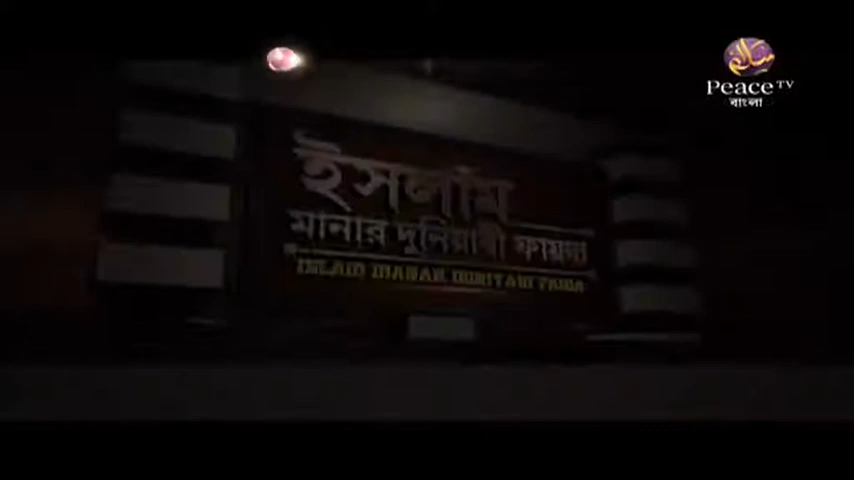 Peace TV
বাংলা
ইসলাম
মানার দুনিয়াবী ফায়দা
ISLAM MANAR DUNIYABI FAIDA